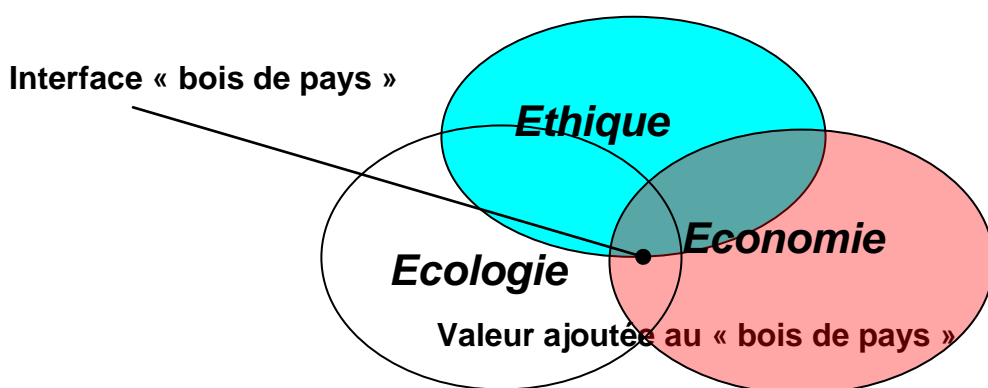 Interface « bois de pays »
Ethique
Economie
Ecologie
Valeur ajoutée au « bois de pays »